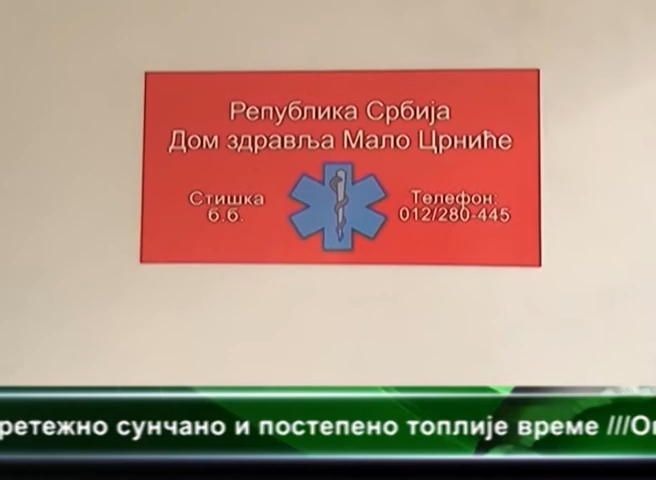 Република Србија
Дом здравља Мало Црниће
Стишка
б.б.
Телефон:
012/280-445
ретежно сунчано и постепено топлије време ///